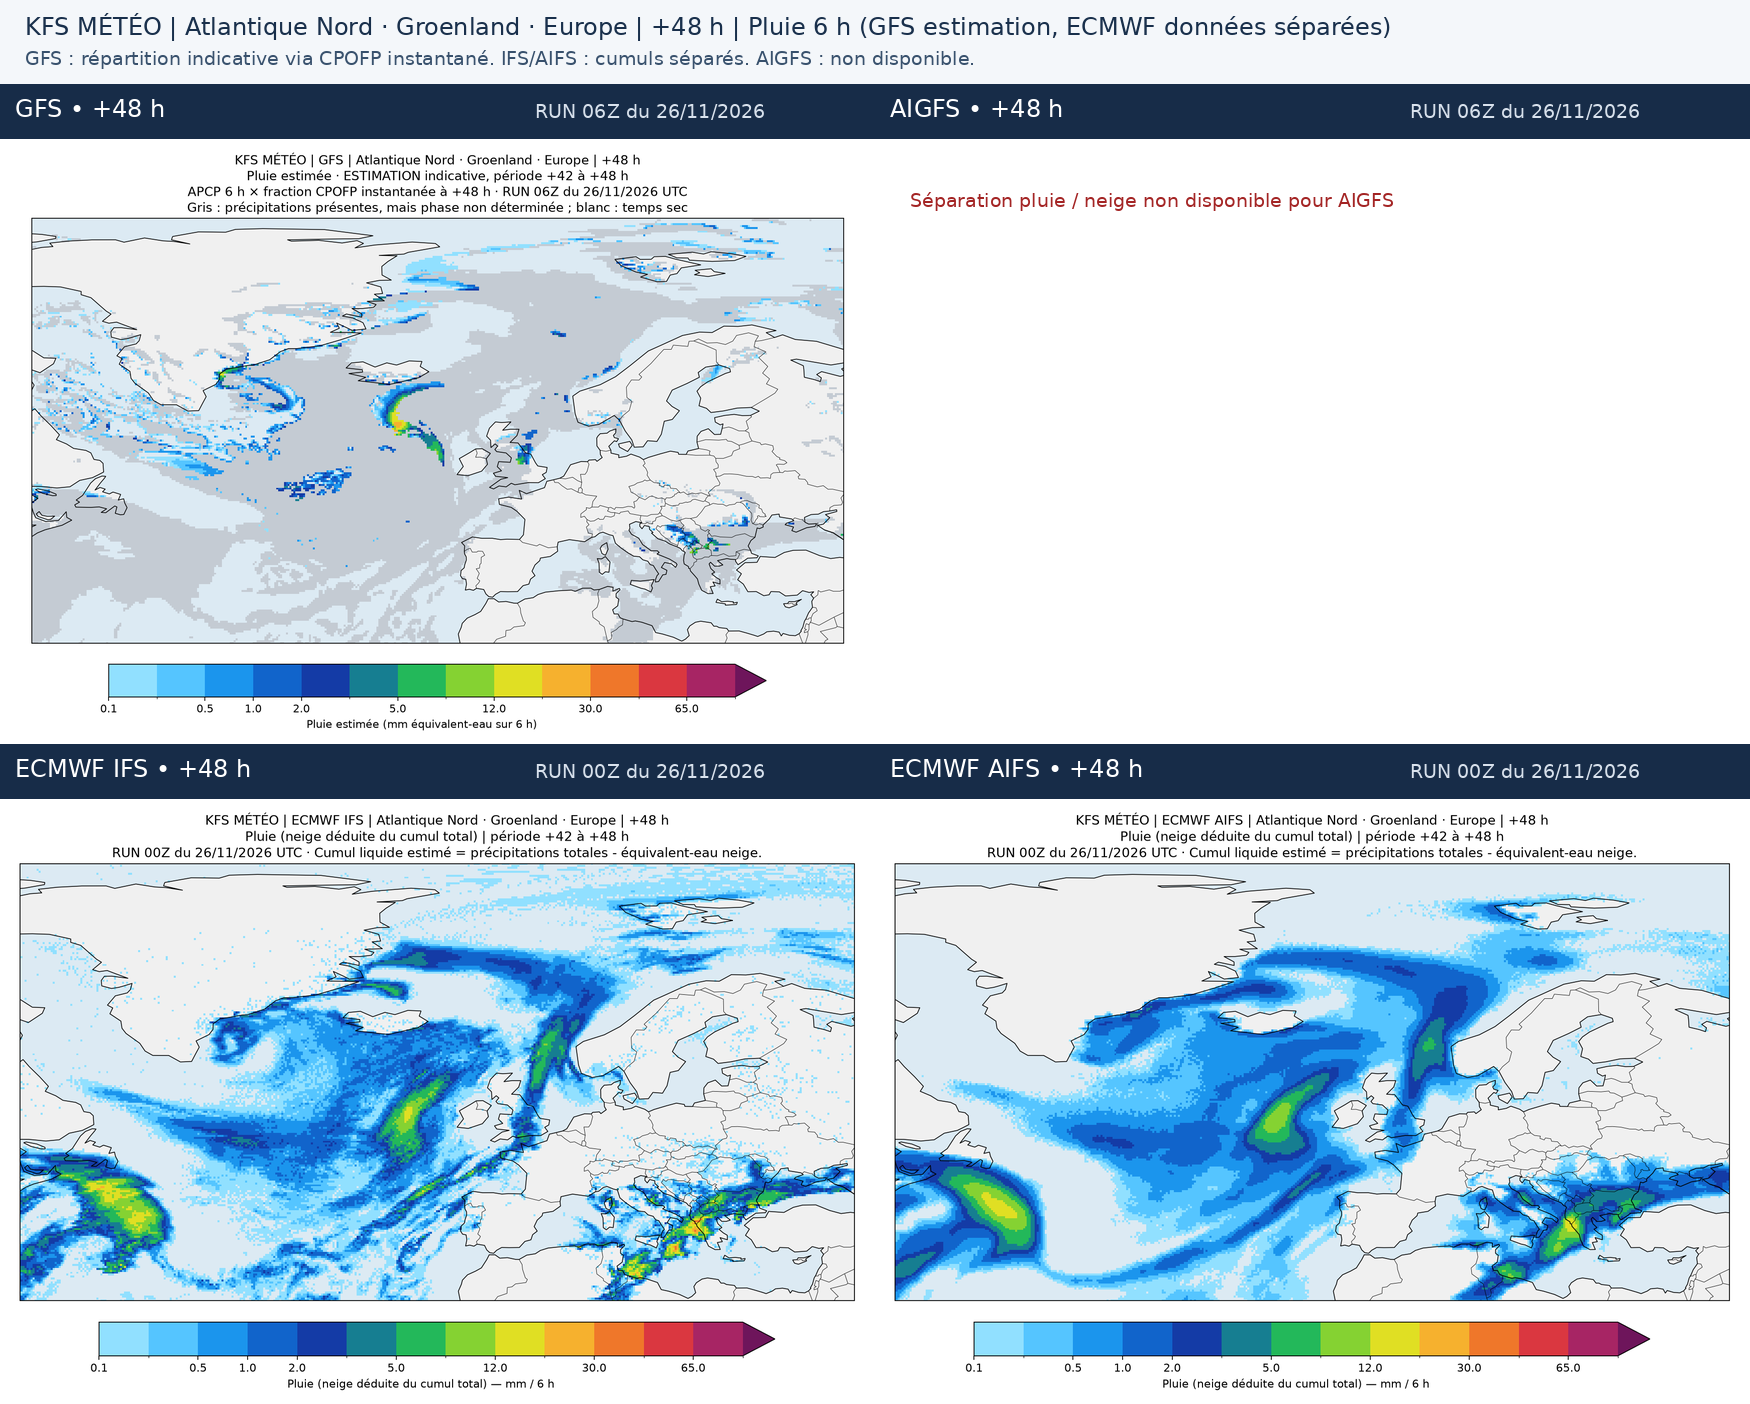 KFS MÉTÉO | Atlantique Nord · Groenland · Europe | +48 h | Pluie 6 h (GFS estimation, ECMWF données séparées)
GFS : répartition indicative via CPOFP instantané. IFS/AIFS : cumuls séparés. AIGFS : non disponible.
GFS • +48 h
RUN 06Z du 26/11/2026
AIGFS • +48 h
RUN 06Z du 26/11/2026
KFS MÉTÉO | GFS | Atlantique Nord · Groenland · Europe | +48 h
Pluie estimée · ESTIMATION indicative, période +42 à +48 h
APCP 6 h × fraction CPOFP instantanée à +48 h · RUN 06Z du 26/11/2026 UTC
Gris : précipitations présentes, mais phase non déterminée ; blanc : temps sec
Séparation pluie / neige non disponible pour AIGFS
0.1 0.5 1.0 2.0 5.0 12.0 30.0 65.0
Pluie estimée (mm équivalent-eau sur 6 h)
ECMWF IFS • +48 h
RUN 00Z du 26/11/2026
ECMWF AIFS • +48 h
RUN 00Z du 26/11/2026
KFS MÉTÉO | ECMWF IFS | Atlantique Nord · Groenland · Europe | +48 h
Pluie (neige déduite du cumul total) | période +42 à +48 h
RUN 00Z du 26/11/2026 UTC · Cumul liquide estimé = précipitations totales - équivalent-eau neige.
0.1 0.5 1.0 2.0 5.0 12.0 30.0 65.0
Pluie (neige déduite du cumul total) — mm / 6 h
KFS MÉTÉO | ECMWF AIFS | Atlantique Nord · Groenland · Europe | +48 h
Pluie (neige déduite du cumul total) | période +42 à +48 h
RUN 00Z du 26/11/2026 UTC · Cumul liquide estimé = précipitations totales - équivalent-eau neige.
0.1 0.5 1.0 2.0 5.0 12.0 30.0 65.0
Pluie (neige déduite du cumul total) — mm / 6 h